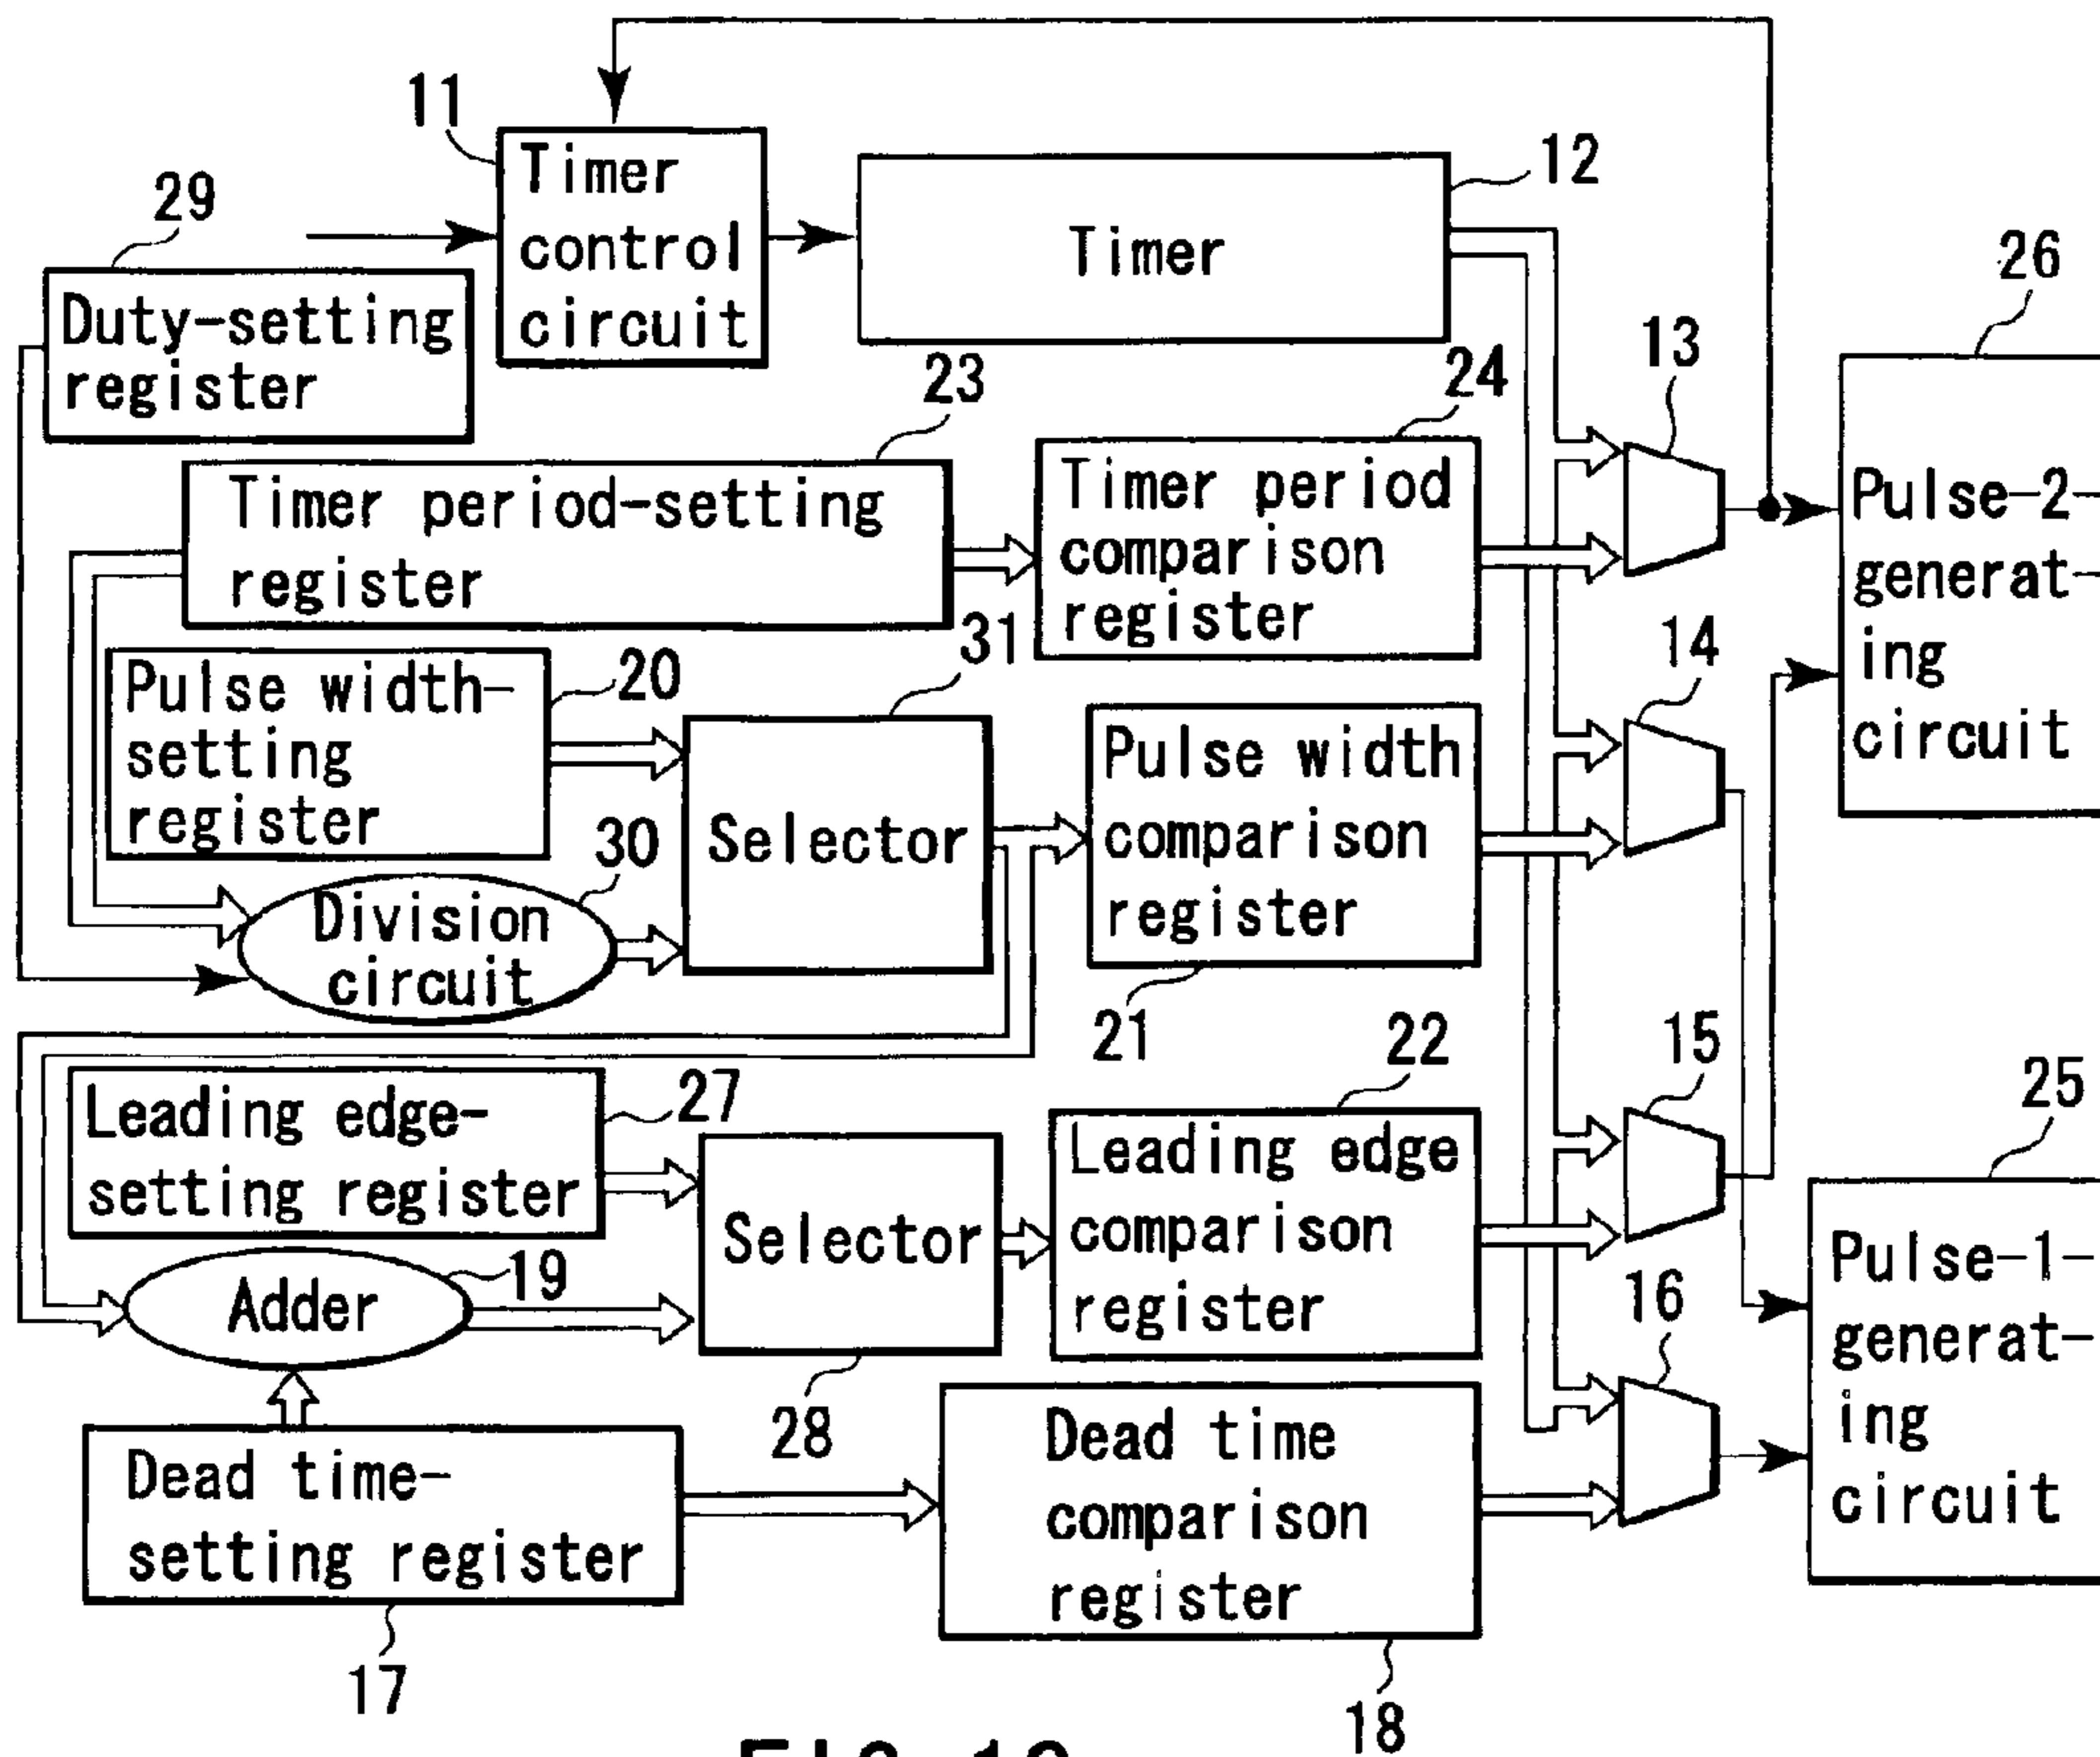 11
Timer
control
circuit
12
Timer
29
Duty-setting
register
26
Pulse-2-
generat-
ing
circuit
13
23
Timer period-setting
register
24
Timer period
comparison
register
20
Pulse width-
setting
register
31
Selector
14
Pulse width
comparison
register
21
30
Division
circuit
27
Leading edge-
setting register
22
Leading edge
comparison
register
15
25
Pulse-1-
generat-
ing
circuit
19
Adder
Selector
28
16
Dead time-
setting register
17
Dead time
comparison
register
18